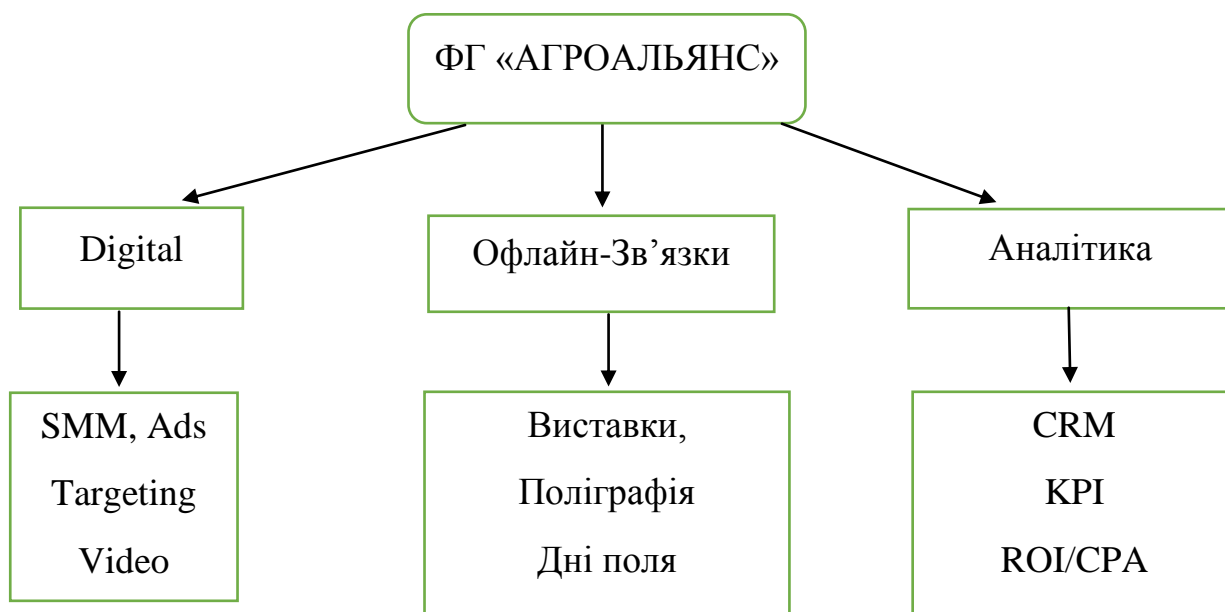 ФГ «АГРОАЛЬЯНС»
Digital
Офлайн-Зв’язки
Аналітика
SMM, Ads
Targeting
Video
Виставки,
Поліграфія
Дні поля
CRM
KPI
ROI/CPA